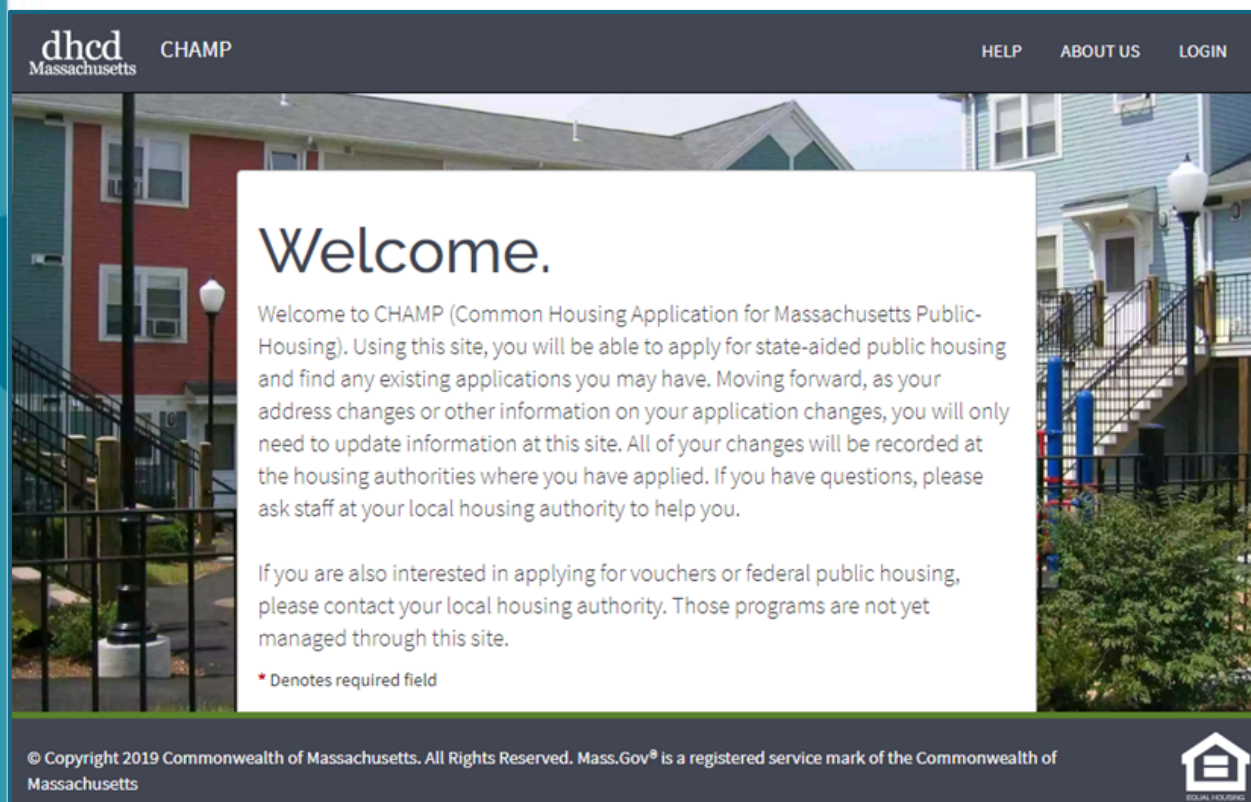 dhcd
Massachusetts
CHAMP
HELP
ABOUT US
LOGIN
Welcome.
Welcome to CHAMP (Common Housing Application for Massachusetts Public-
Housing). Using this site, you will be able to apply for state-aided public housing
and find any existing applications you may have. Moving forward, as your
address changes or other information on your application changes, you will only
need to update information at this site. All of your changes will be recorded at
the housing authorities where you have applied. If you have questions, please
ask staff at your local housing authority to help you.
If you are also interested in applying for vouchers or federal public housing,
please contact your local housing authority. Those programs are not yet
managed through this site.
* Denotes required field
© Copyright 2019 Commonwealth of Massachusetts. All Rights Reserved. Mass.Gov® is a registered service mark of the Commonwealth of
Massachusetts
EQUAL HOUSING